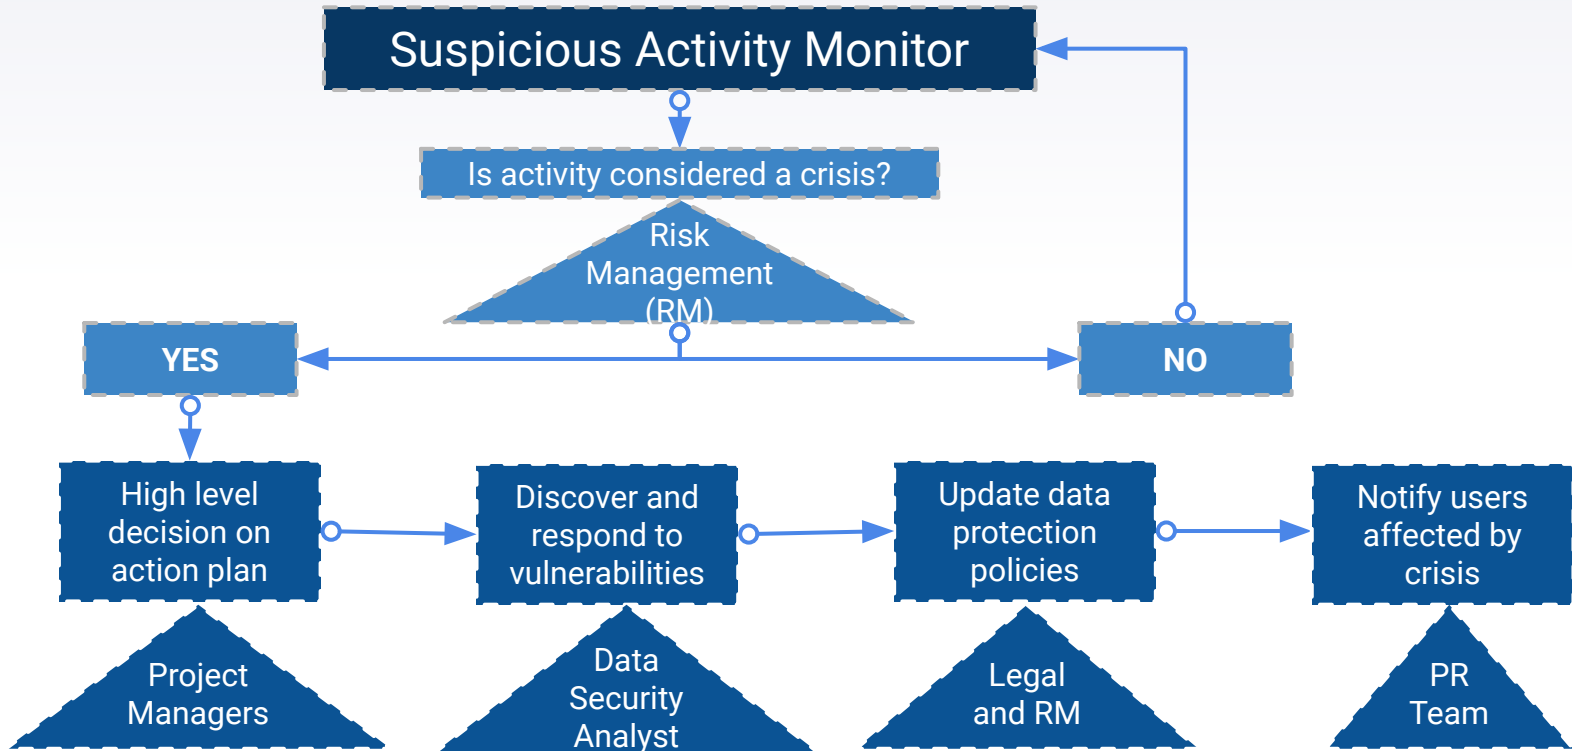 Suspicious Activity Monitor
Is activity considered a crisis?
Risk
Management
(RM)
YES
NO
High level
decision on
action plan
Discover and
respond to
vulnerabilities
Update data
protection
policies
Notify users
affected by
crisis
Project
Managers
Data
Security
Analyst
Legal
and RM
PR
Team